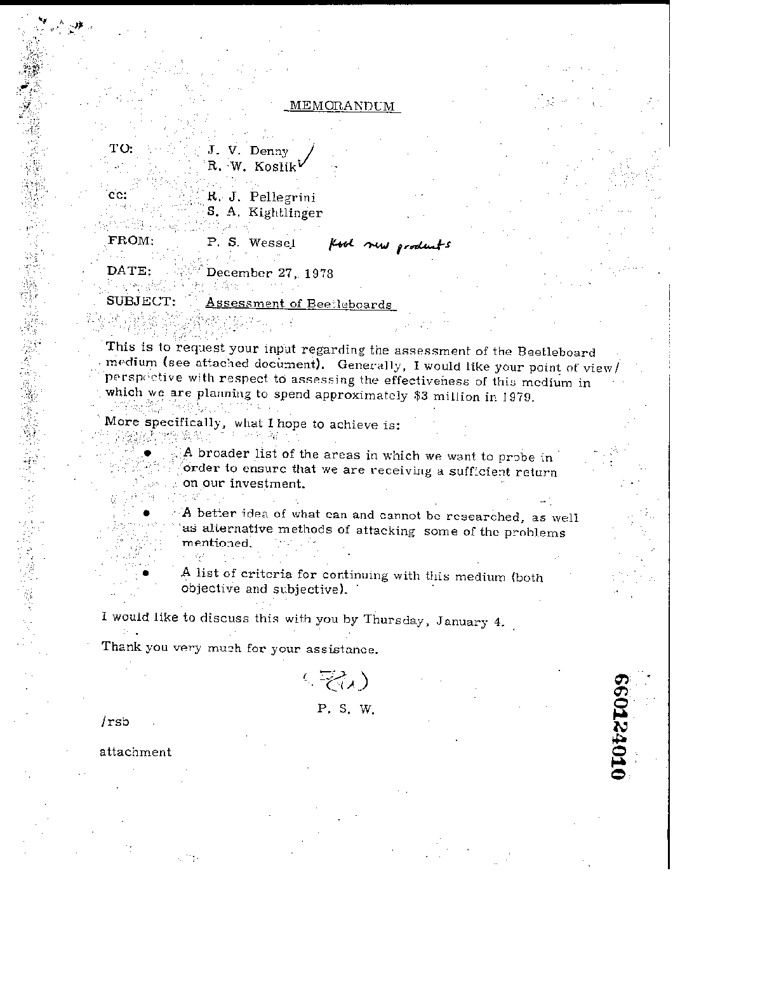 MEMORANDUM
TO: J. V. Denny
R. W. Koslik
cc: R. J. Pellegrini
S. A. Kightlinger
FROM: P. S. Wessel Kool new products
DATE: December 27, 1978
SUBJECT: Assessment of Beetleboards
This is to request your input regarding the assessment of the Beetleboard
medium (see attached document). Generally, I would like your point of view/
perspective with respect to assessing the effectiveness of this medium in
which we are planning to spend approximately $3 million in 1979.
More specifically, what I hope to achieve is:
• A broader list of the areas in which we want to probe in
order to ensure that we are receiving a sufficient return
on our investment.
• A better idea of what can and cannot be researched, as well
as alternative methods of attacking some of the problems
mentioned.
• A list of criteria for continuing with this medium (both
objective and subjective).
I would like to discuss this with you by Thursday, January 4.
Thank you very much for your assistance.
P. S. W.
/rsb
attachment
660124010